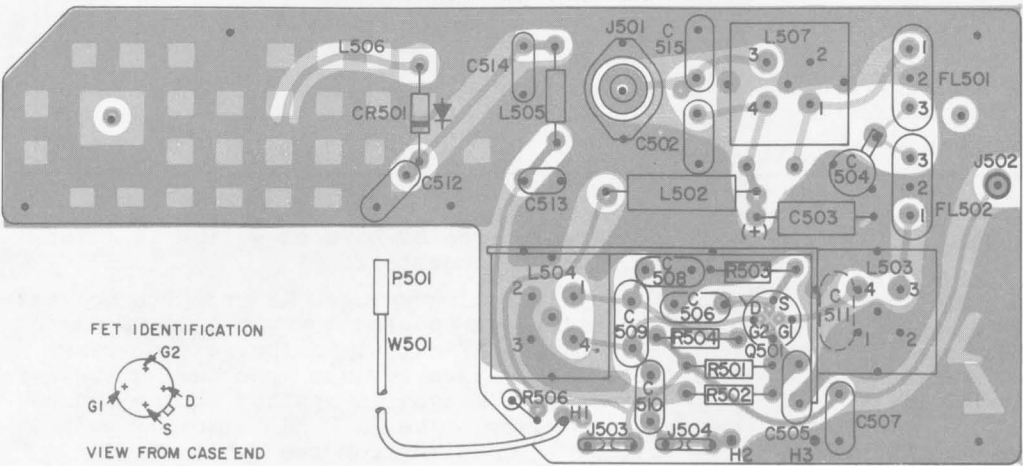 J501
C
515
L507
L506
C514
3
2
1
2
FL501
3
L505
CR501
4
1
C502
3
C
504
J502
C512
2
C513
L502
C503
1
FL502
(+)
P501
L504
C
508
R503
L503
2
1
C
506
D
S
C
511
4
3
FET IDENTIFICATION
C
509
R504
G2
G1
W501
3
4
Q501
1
2
G2
R501
C
510
R502
G1
D
R506
H1
S
J503
J504
C505
C507
VIEW FROM CASE END
H2
H3